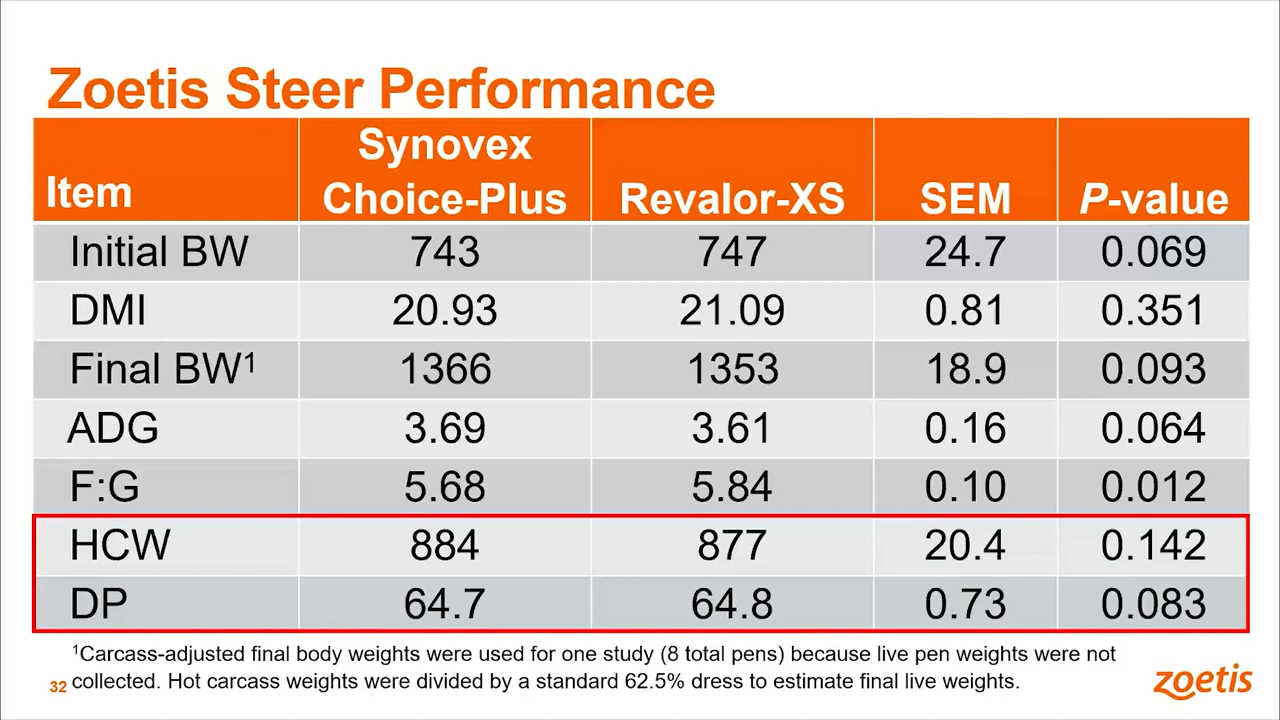 Zoetis Steer Performance
Item Synovex Choice-Plus Revalor-XS SEM P-value
Initial BW 743 747 24.7 0.069
DMI 20.93 21.09 0.81 0.351
Final BW¹ 1366 1353 18.9 0.093
ADG 3.69 3.61 0.16 0.064
F:G 5.68 5.84 0.10 0.012
HCW 884 877 20.4 0.142
DP 64.7 64.8 0.73 0.083
¹Carcass-adjusted final body weights were used for one study (8 total pens) because live pen weights were not
collected. Hot carcass weights were divided by a standard 62.5% dress to estimate final live weights.
32
zoetis